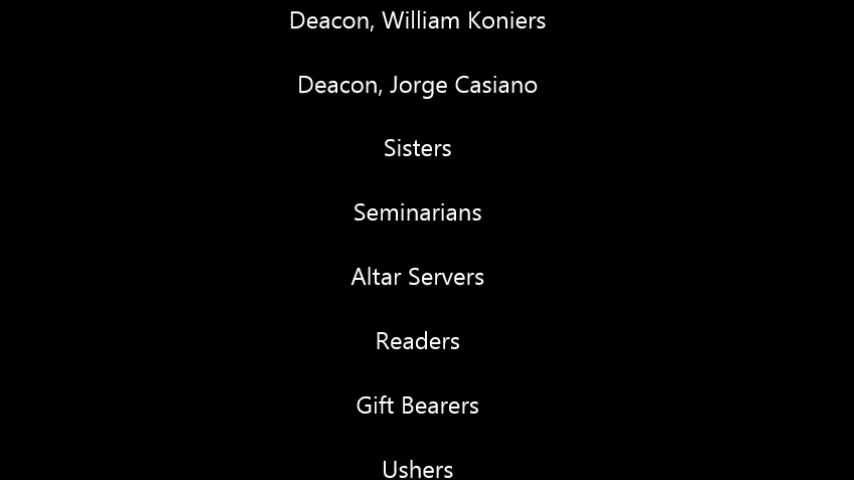 Deacon, William Koniers
Deacon, Jorge Casiano
Sisters
Seminarians
Altar Servers
Readers
Gift Bearers
Ushers